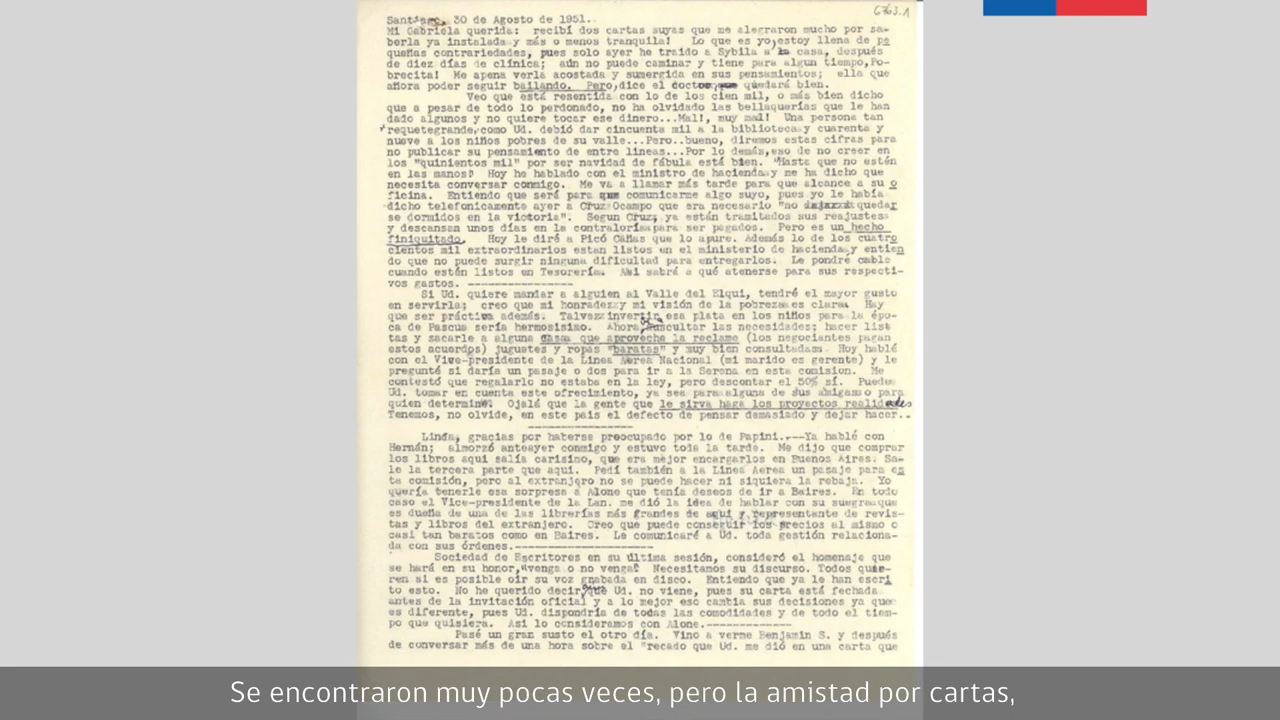 6763.1
Santiago, 30 de Agosto de 1951.
Mi Gabriela querida: recibí dos cartas suyas que me alegraron mucho por sa-
berla ya instalada y más o menos tranquila! Lo que es yo, estoy llena de pe
queñas contrariedades, pues solo ayer he traido a Sybila a la casa, después
de diez días de clínica; aún no puede caminar y tiene para algun tiempo, Po-
brecita! Me apena verla acostada y sumergida en sus pensamientos; ella que
añora poder seguir bailando. Pero, dice el doctor que quedará bien.
Veo que está resentida con lo de los cien mil, o más bien dicho
que a pesar de todo lo perdonado, no ha olvidado las bellaquerías que le han
dado algunos y no quiere tocar ese dinero...Mal!, muy mal! Una persona tan
requetegrande, como Ud. debió dar cincuenta mil a la biblioteca y cuarenta y
nueve a los niños pobres de su valle...Pero..bueno, diremos estas cifras para
no publicar su pensamiento de entre lineas...Por lo demás, eso de no creer en
los "quinientos mil" por ser navidad de fábula está bien. "Hasta que no estén
en las manos" Hoy he hablado con el ministro de hacienda y me ha dicho que
necesita conversar conmigo. Me va a llamar más tarde para que alcance a su o
ficina. Entiendo que será para comunicarme algo suyo, pues yo le había
dicho telefonicamente ayer a Cruz Ocampo que era necesario "no quedar
se dormidos en la victoria". Segun Cruz, ya están tramitados sus reajustes
y descansan unos días en la contraloría para ser pagados. Pero es un hecho
finiquitado. Hoy le diré a Picó Cañas que lo apure. Además lo de los cuatro
cientos mil extraordinarios estan listos en el ministerio de hacienda, y entien
do que no puede surgir ninguna dificultad para entregarlos. Le pondré cable
cuando estén listos en Tesorería. Así sabrá a qué atenerse para sus respecti-
vos gastos. ----------------
Si Ud. quiere mandar a alguien al Valle del Elqui, tendré el mayor gusto
en servirla; creo que mi honradez y mi visión de la pobreza es clara. Hay
que ser práctiva además. Talvez invertir esa plata en los niños para la épo-
ca de Pascua sería hermosísimo. Ahora auscultar las necesidades; hacer list
tas y sacarle a alguna casa que aproveche la reclame (los negociantes pagan
estos acuerdos) juguetes y ropas "baratas" y muy bien consultadas. Hoy hablé
con el Vice-presidente de la Linea Aerea Nacional (mi marido es gerente) y le
pregunté si daría un pasaje o dos para ir a la Serena en esta comision. Me
contestó que regalarlo no estaba en la ley, pero descontar el 50% sí. Puede
Ud. tomar en cuenta este ofrecimiento, ya sea para alguna de sus amigas o para
quien determine. Ojalá que la gente que le sirva haga los proyectos realidades
Tenemos, no olvide, en este pais el defecto de pensar demasiado y dejar hacer..
----------------
Linda, gracias por haberse preocupado por lo de Papini.--Ya hablé con
Hernán; almorzó anteayer conmigo y estuvo toda la tarde. Me dijo que comprar
los libros aqui salía carísimo, que era mejor encargarlos en Buenos Aires. Sa-
le la tercera parte que aqui. Pedí también a la Linea Aerea un pasaje para es
ta comisión, pero al extranjero no se puede hacer ni siquiera la rebaja. Yo
quería tenerle esa sorpresa a Alone que tenía deseos de ir a Baires. En todo
caso el Vice-presidente de la Lan. me dió la idea de hablar con su suegra que
es dueña de una de las librerías más grandes de aqui y representante de revis-
tas y libros del extranjero. Creo que puede conseguir los precios al mismo o
casi tan baratos como en Baires. Le comunicaré a Ud. toda gestión relaciona-
da con sus órdenes.----------------
Sociedad de Escritores en su última sesión, consideró el homenaje que
se hará en su honor, "venga o no venga" Necesitamos su discurso. Todos quie-
ren si es posible oir su voz grabada en disco. Entiendo que ya le han escri
to esto. No he querido decir, que Ud. no viene, pues su carta está fechada
antes de la invitación oficial y a lo mejor eso cambia sus decisiones ya que
es diferente, pues Ud. dispondría de todas las comodidades y de todo el tiem-
po que quisiera. Asi lo consideramos con Alone.----------------
Pasé un gran susto el otro día. Vino a verme Benjamin S. y después
de conversar más de una hora sobre el "recado que Ud. me dió en una carta que
Se encontraron muy pocas veces, pero la amistad por cartas,